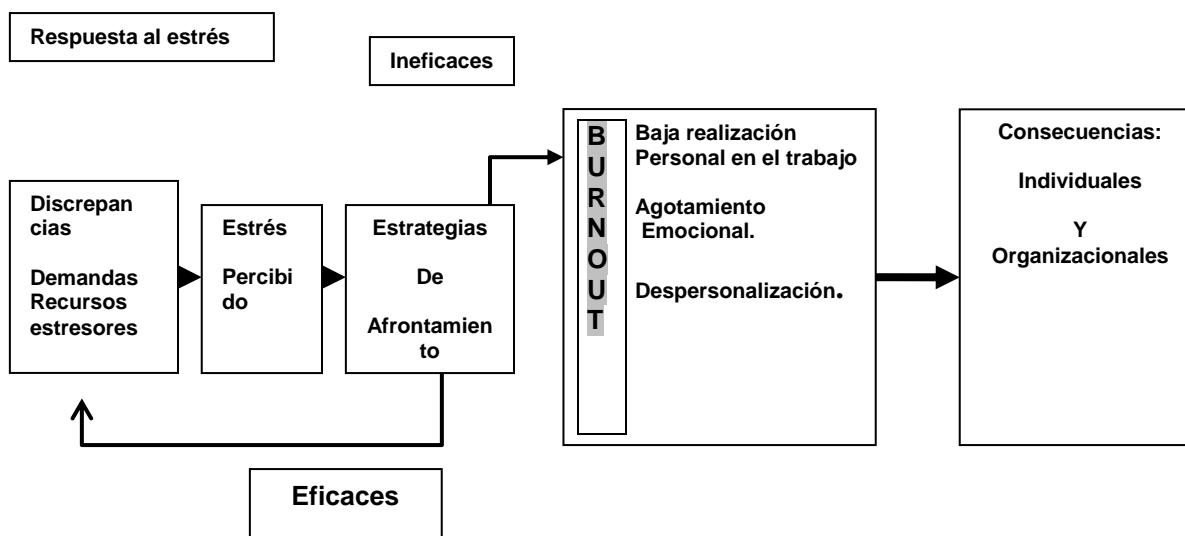 Respuesta al estrés
Ineficaces
Discrepan
cias
Demandas
Recursos
estresores
Estrés
Percibi
do
Estrategias
De
Afrontamien
to
B
U
R
N
O
U
T
Baja realización
Personal en el trabajo
Agotamiento
Emocional.
Despersonalización.
Consecuencias:
Individuales
Y
Organizacionales
Eficaces